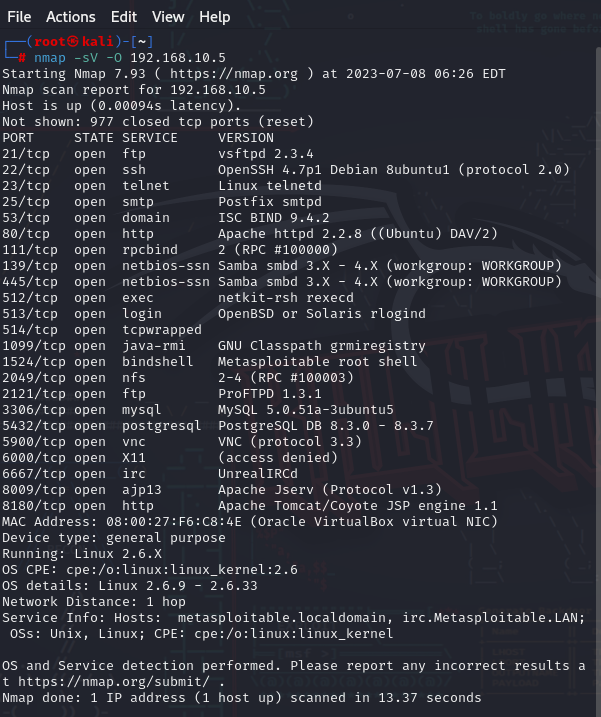 File Actions Edit View Help
┌──(root㉿kali)-[~]
└─# nmap -sV -O 192.168.10.5
Starting Nmap 7.93 ( https://nmap.org ) at 2023-07-08 06:26 EDT
Nmap scan report for 192.168.10.5
Host is up (0.00094s latency).
Not shown: 977 closed tcp ports (reset)
PORT     STATE SERVICE     VERSION
21/tcp   open  ftp         vsftpd 2.3.4
22/tcp   open  ssh         OpenSSH 4.7p1 Debian 8ubuntu1 (protocol 2.0)
23/tcp   open  telnet      Linux telnetd
25/tcp   open  smtp        Postfix smtpd
53/tcp   open  domain      ISC BIND 9.4.2
80/tcp   open  http        Apache httpd 2.2.8 ((Ubuntu) DAV/2)
111/tcp  open  rpcbind     2 (RPC #100000)
139/tcp  open  netbios-ssn Samba smbd 3.X - 4.X (workgroup: WORKGROUP)
445/tcp  open  netbios-ssn Samba smbd 3.X - 4.X (workgroup: WORKGROUP)
512/tcp  open  exec        netkit-rsh rexecd
513/tcp  open  login       OpenBSD or Solaris rlogind
514/tcp  open  tcpwrapped
1099/tcp open  java-rmi    GNU Classpath grmiregistry
1524/tcp open  bindshell   Metasploitable root shell
2049/tcp open  nfs         2-4 (RPC #100003)
2121/tcp open  ftp         ProFTPD 1.3.1
3306/tcp open  mysql       MySQL 5.0.51a-3ubuntu5
5432/tcp open  postgresql  PostgreSQL DB 8.3.0 - 8.3.7
5900/tcp open  vnc         VNC (protocol 3.3)
6000/tcp open  X11         (access denied)
6667/tcp open  irc         UnrealIRCd
8009/tcp open  ajp13       Apache Jserv (Protocol v1.3)
8180/tcp open  http        Apache Tomcat/Coyote JSP engine 1.1
MAC Address: 08:00:27:F6:C8:4E (Oracle VirtualBox virtual NIC)
Device type: general purpose
Running: Linux 2.6.X
OS CPE: cpe:/o:linux:linux_kernel:2.6
OS details: Linux 2.6.9 - 2.6.33
Network Distance: 1 hop
Service Info: Hosts:  metasploitable.localdomain, irc.Metasploitable.LAN;
 OSs: Unix, Linux; CPE: cpe:/o:linux:linux_kernel
OS and Service detection performed. Please report any incorrect results a
t https://nmap.org/submit/ .
Nmap done: 1 IP address (1 host up) scanned in 13.37 seconds